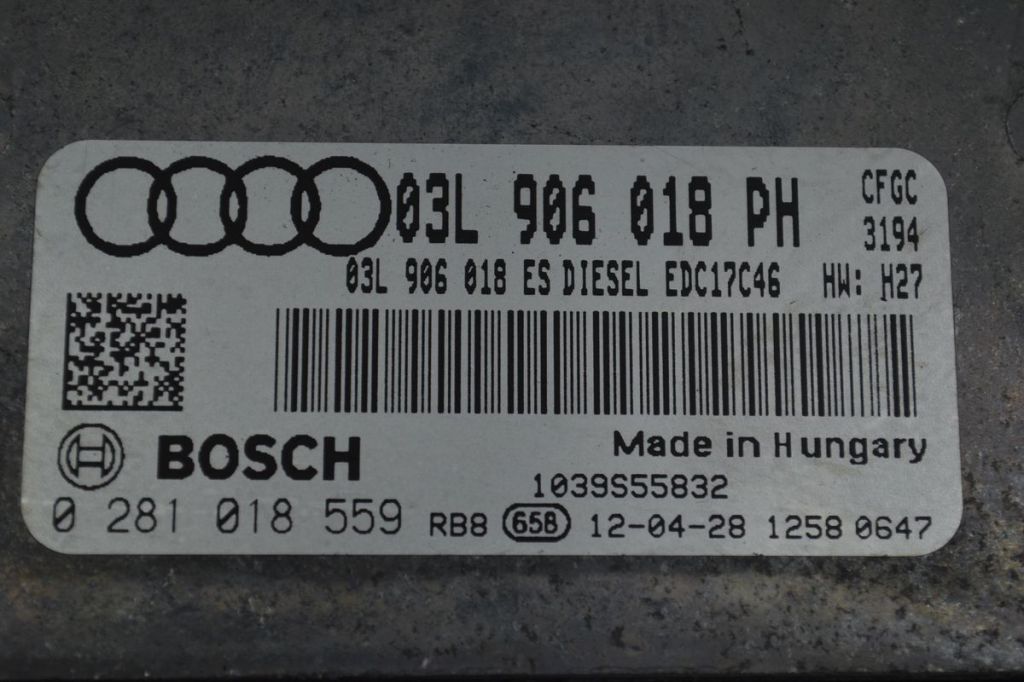 03L 906 018 PH CFGC
3194
03L 906 018 ES DIESEL EDC17C46 HW: H27
BOSCH Made in Hungary
1039S55832
0 281 018 559 RB8 658 12-04-28 1258 0647